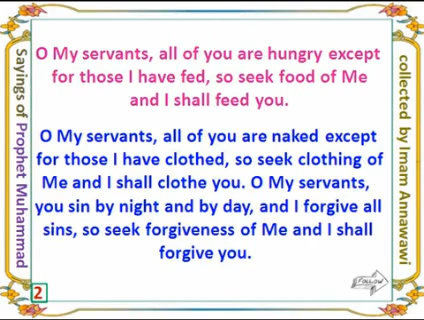 O My servants, all of you are hungry except
for those I have fed, so seek food of Me
and I shall feed you.
O My servants, all of you are naked except
for those I have clothed, so seek clothing of
Me and I shall clothe you. O My servants,
you sin by night and by day, and I forgive all
sins, so seek forgiveness of Me and I shall
forgive you.
Sayings of Prophet Muhammad
collected by Imam Annawawi
2
Follow